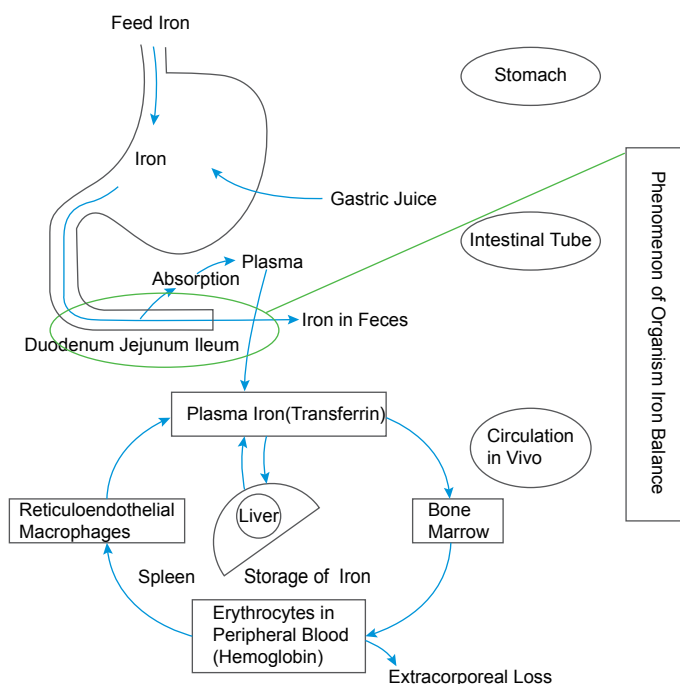 Feed Iron
Stomach
Iron
Gastric Juice
Intestinal Tube
Plasma
Absorption
Iron in Feces
Duodenum Jejunum Ileum
Phenomenon of Organism Iron Balance
Plasma Iron(Transferrin)
Circulation
in Vivo
Reticuloendothelial
Macrophages
Liver
Bone
Marrow
Spleen
Storage of Iron
Erythrocytes in
Peripheral Blood
(Hemoglobin)
Extracorporeal Loss